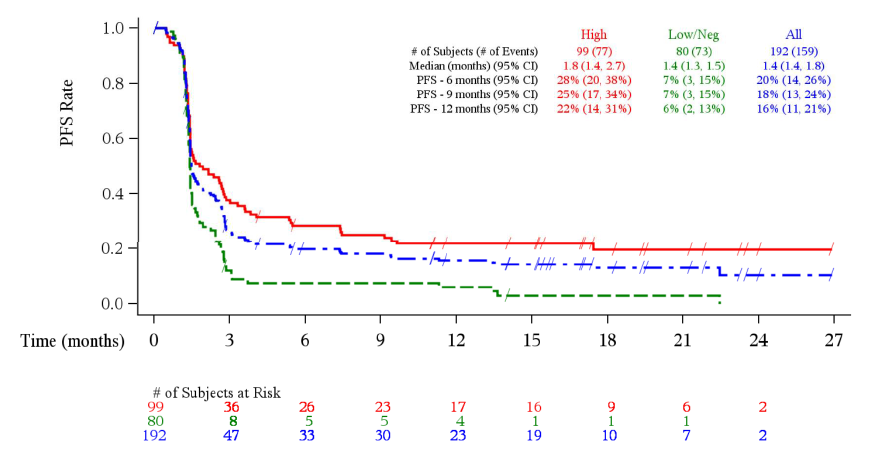 High Low/Neg All
# of Subjects (# of Events) 99 (77) 80 (73) 192 (159)
Median (months) (95% CI) 1.8 (1.4, 2.7) 1.4 (1.3, 1.5) 1.4 (1.4, 1.8)
PFS - 6 months (95% CI) 28% (20, 38%) 7% (3, 15%) 20% (14, 26%)
PFS - 9 months (95% CI) 25% (17, 34%) 7% (3, 15%) 18% (13, 24%)
PFS - 12 months (95% CI) 22% (14, 31%) 6% (2, 13%) 16% (11, 21%)
PFS Rate
1.0
0.8
0.6
0.4
0.2
0.0
Time (months) 0 3 6 9 12 15 18 21 24 27
# of Subjects at Risk
99 36 26 23 17 16 9 6 2
80 8 5 5 4 1 1 1
192 47 33 30 23 19 10 7 2